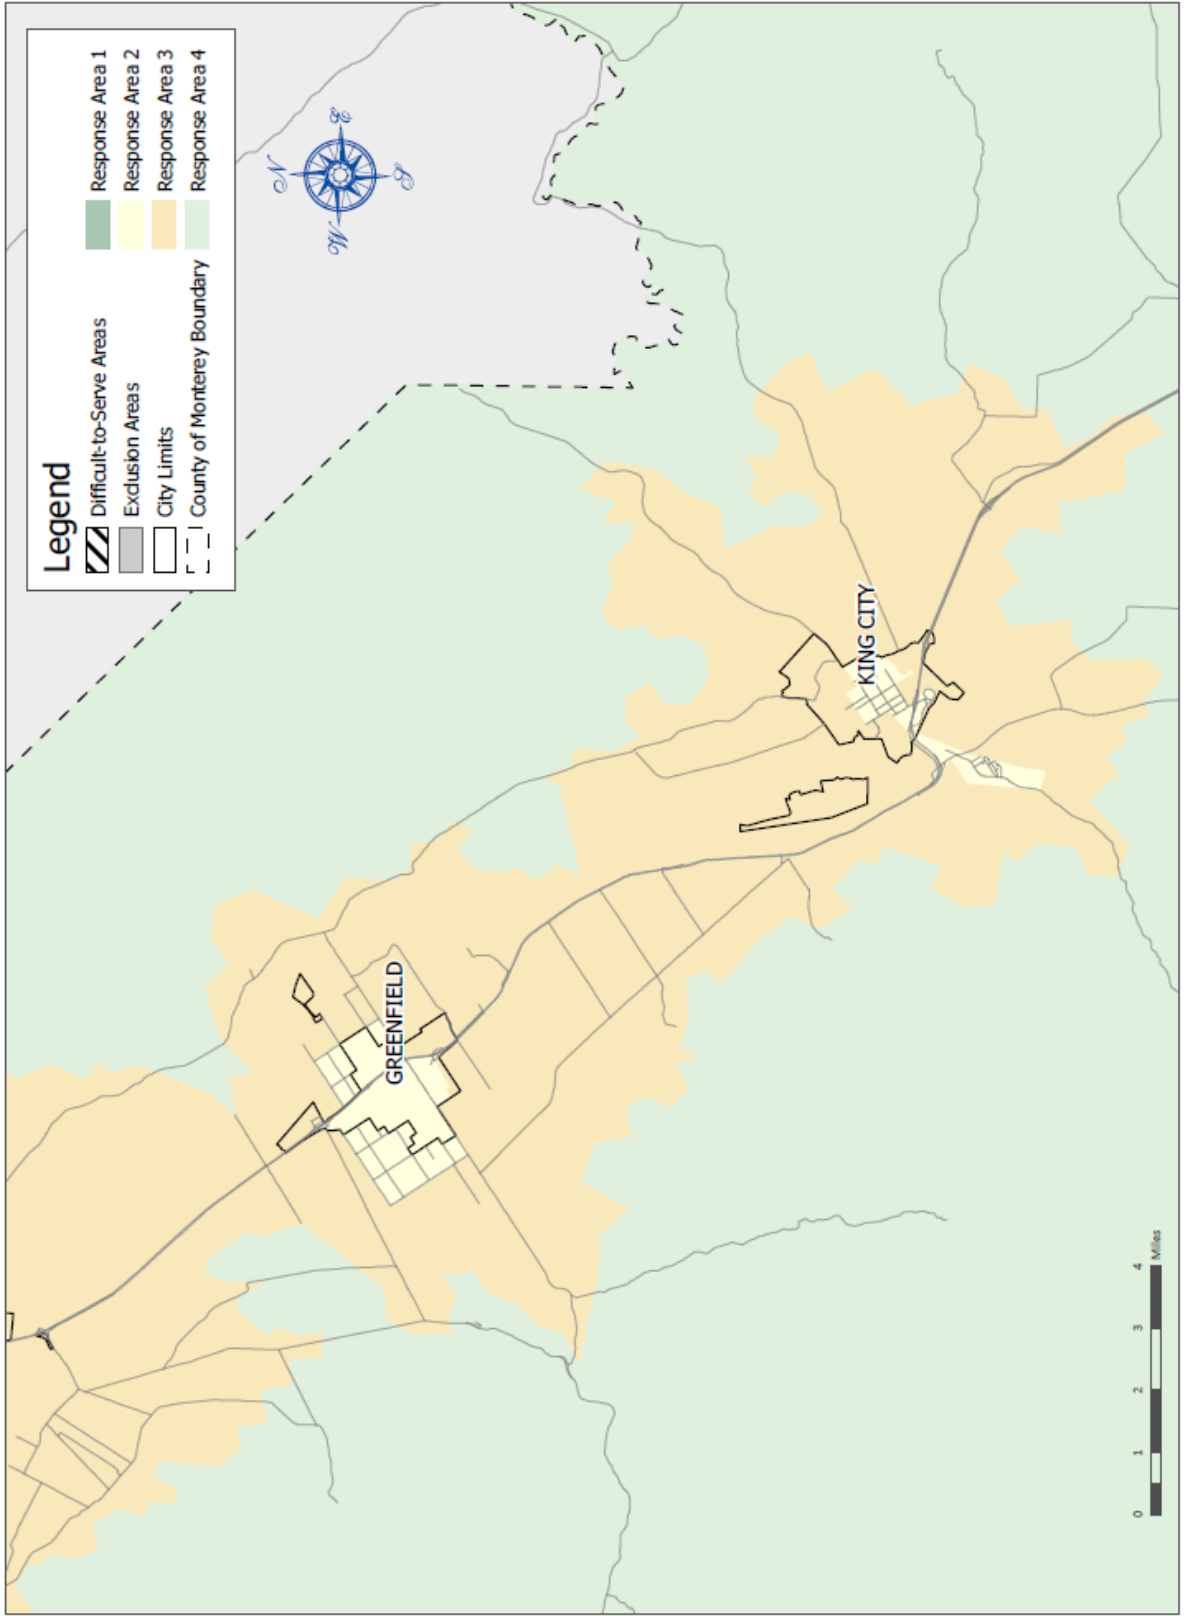 Legend
Difficult-to-Serve Areas
Exclusion Areas
City Limits
County of Monterey Boundary
Response Area 1
Response Area 2
Response Area 3
Response Area 4
N
W
E
S
GREENFIELD
KING CITY
0 1 2 3 4
Miles